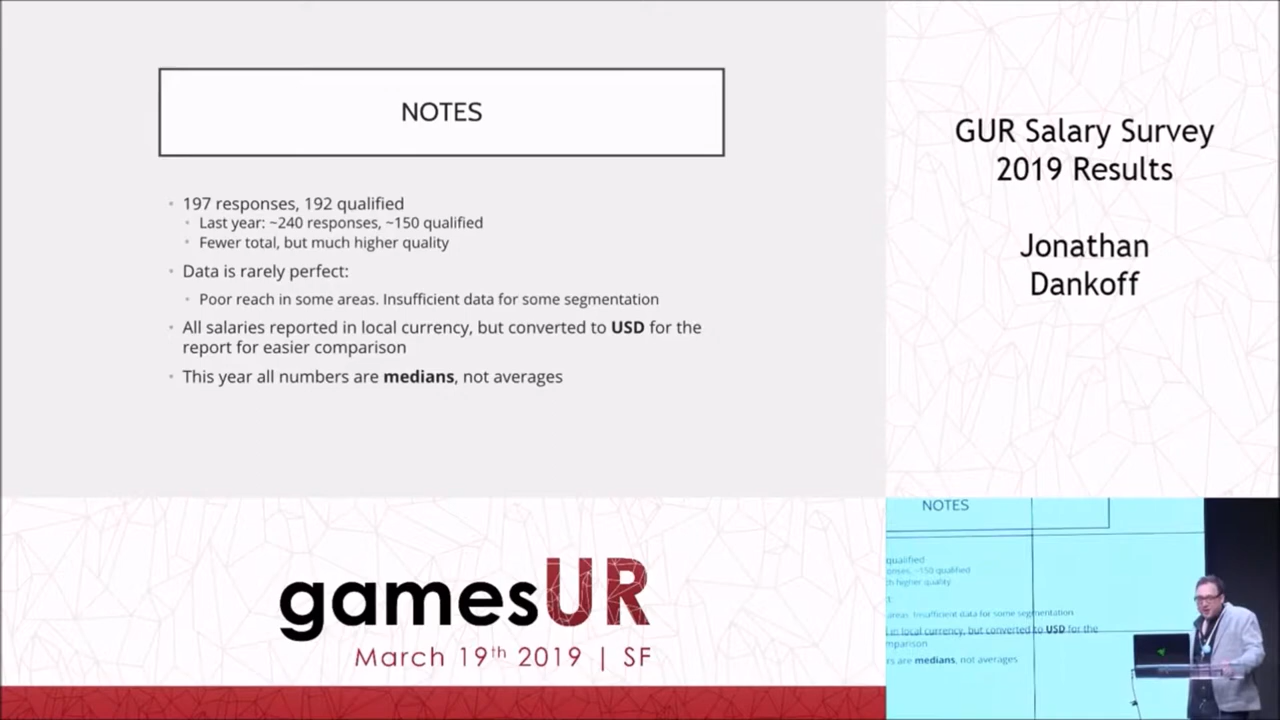 NOTES
197 responses, 192 qualified
Last year: ~240 responses, ~150 qualified
Fewer total, but much higher quality
Data is rarely perfect:
Poor reach in some areas. Insufficient data for some segmentation
All salaries reported in local currency, but converted to USD for the
report for easier comparison
This year all numbers are medians, not averages
GUR Salary Survey
2019 Results
Jonathan
Dankoff
gamesUR
March 19th 2019 | SF
NOTES
qualified
~150 qualified
higher quality
Insufficient data for some segmentation
in local currency, but converted to USD for the
are medians, not averages